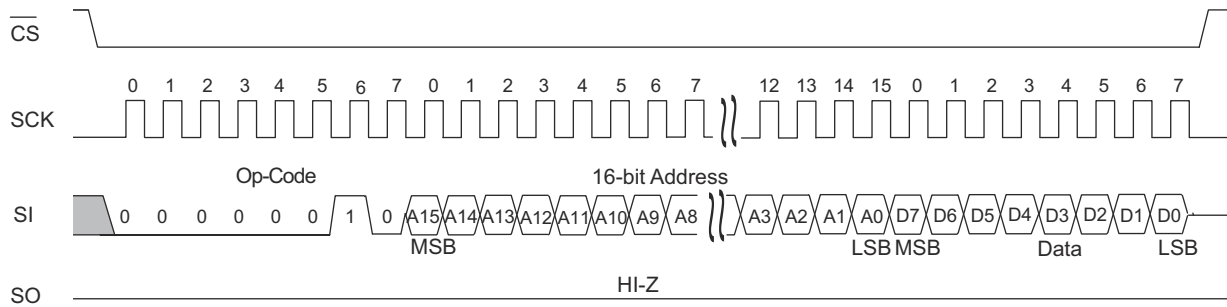 CS
0 1 2 3 4 5 6 7 0 1 2 3 4 5 6 7 12 13 14 15 0 1 2 3 4 5 6 7
SCK
Op-Code 16-bit Address
SI 0 0 0 0 0 0 1 0 A15 A14 A13 A12 A11 A10 A9 A8 A3 A2 A1 A0 D7 D6 D5 D4 D3 D2 D1 D0
MSB LSB MSB Data LSB
HI-Z
SO